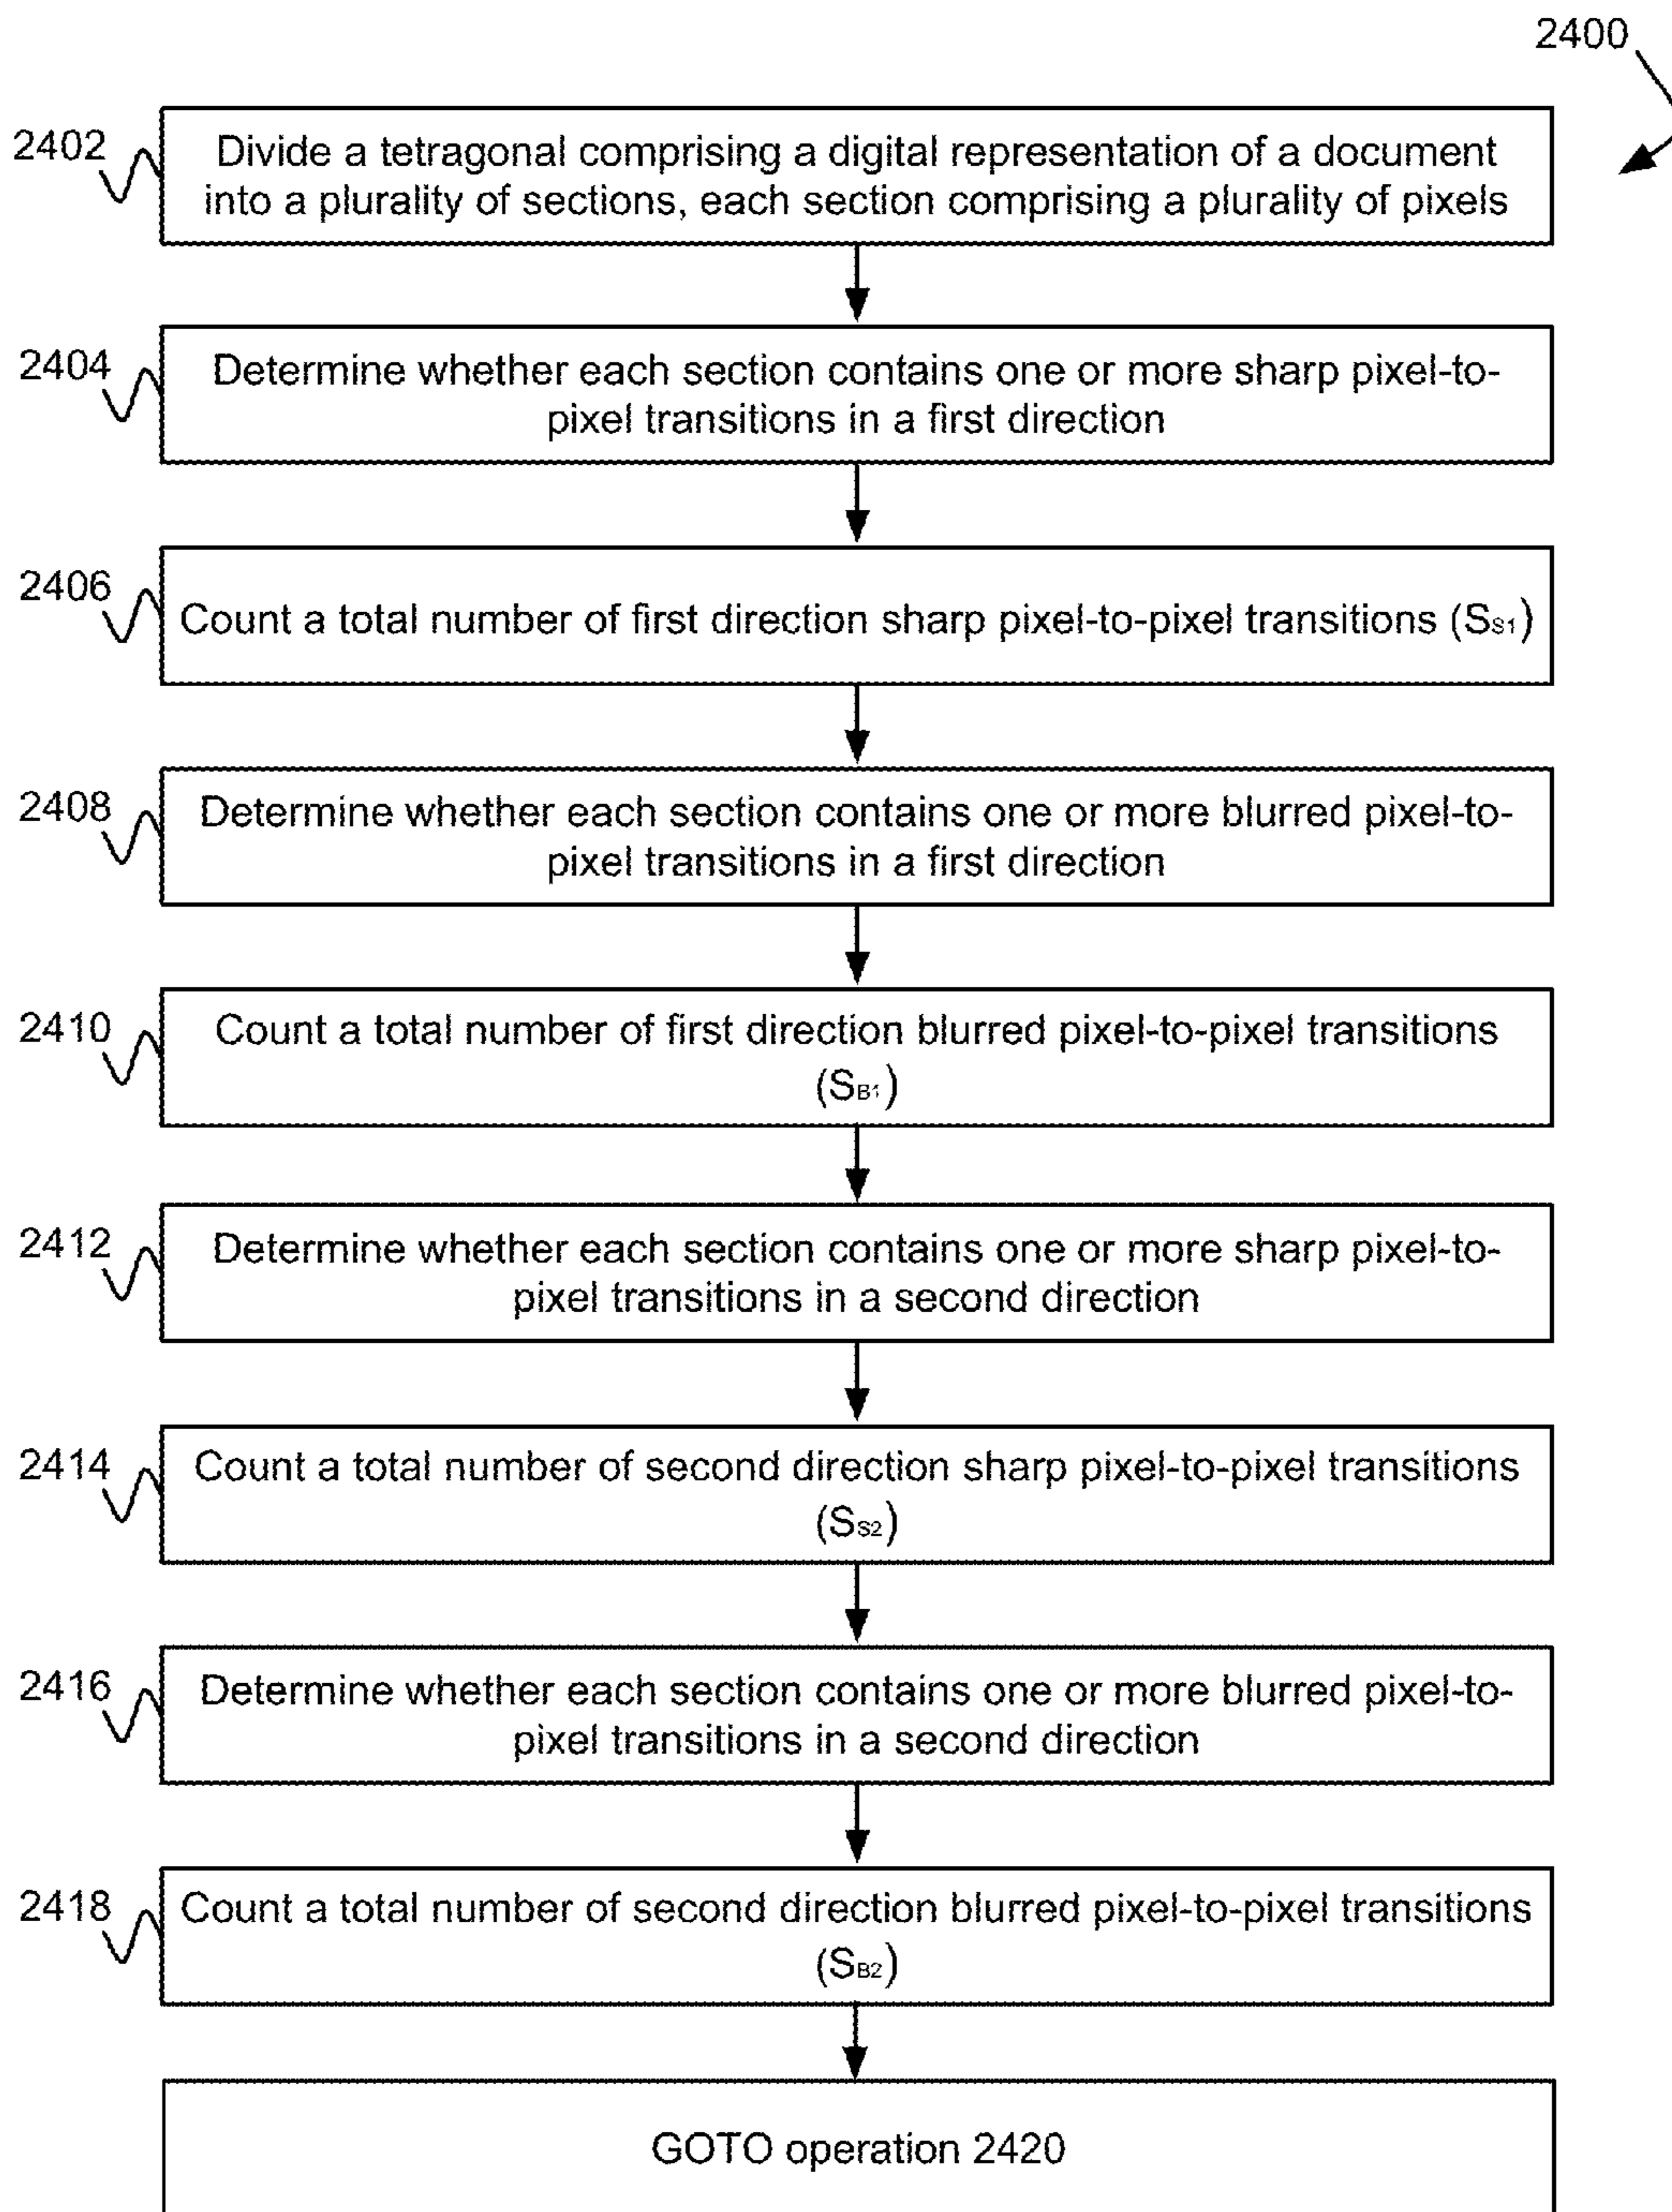 2400
2402
Divide a tetragonal comprising a digital representation of a document
into a plurality of sections, each section comprising a plurality of pixels
2404
Determine whether each section contains one or more sharp pixel-to-
pixel transitions in a first direction
2406
Count a total number of first direction sharp pixel-to-pixel transitions (SS1)
2408
Determine whether each section contains one or more blurred pixel-to-
pixel transitions in a first direction
2410
Count a total number of first direction blurred pixel-to-pixel transitions
(SB1)
2412
Determine whether each section contains one or more sharp pixel-to-
pixel transitions in a second direction
2414
Count a total number of second direction sharp pixel-to-pixel transitions
(SS2)
2416
Determine whether each section contains one or more blurred pixel-to-
pixel transitions in a second direction
2418
Count a total number of second direction blurred pixel-to-pixel transitions
(SB2)
GOTO operation 2420